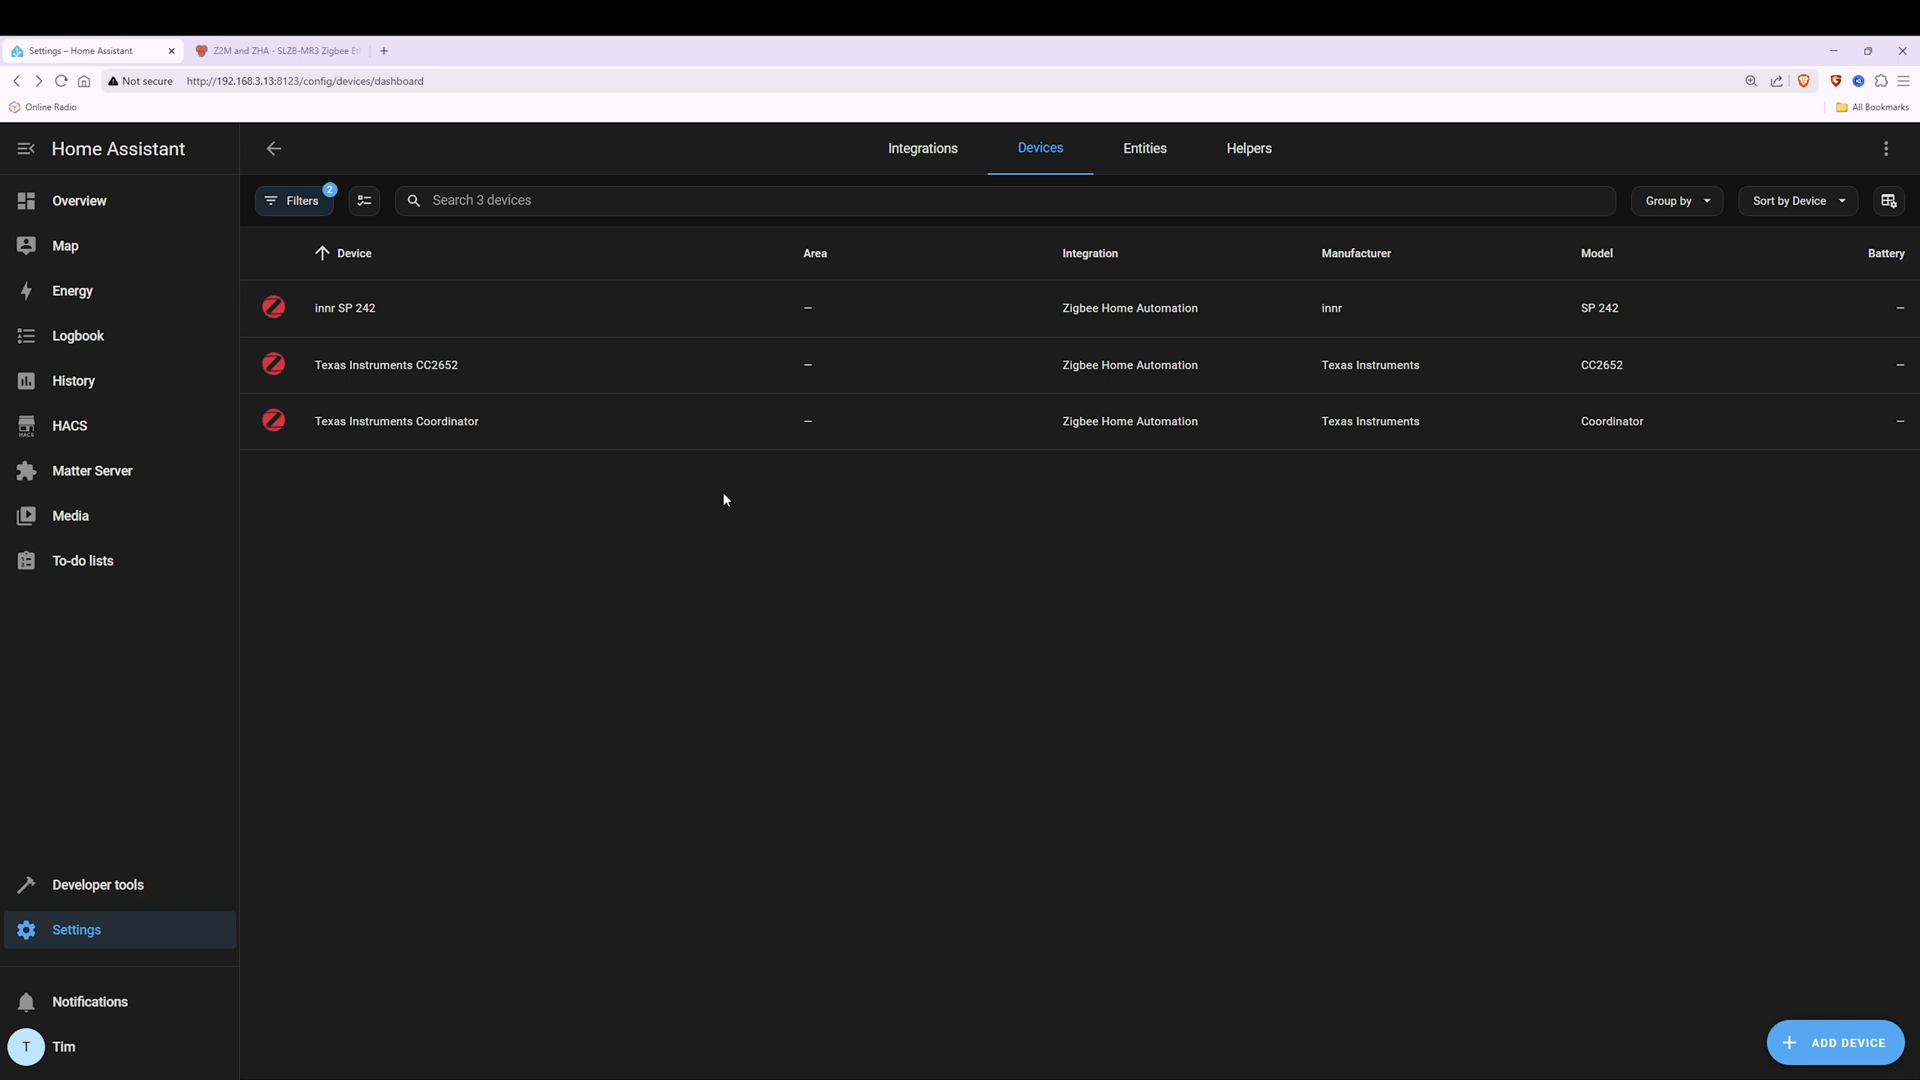 Settings – Home Assistant
Z2M and ZHA - SLZB-MR3 Zigbee Et
Not secure http://192.168.3.13:8123/config/devices/dashboard
Online Radio
All Bookmarks
Home Assistant
Integrations Devices Entities Helpers
Overview
Filters 2 Search 3 devices Group by Sort by Device
Map
Device Area Integration Manufacturer Model Battery
Energy
innr SP 242 – Zigbee Home Automation innr SP 242 –
Logbook
Texas Instruments CC2652 – Zigbee Home Automation Texas Instruments CC2652 –
History
Texas Instruments Coordinator – Zigbee Home Automation Texas Instruments Coordinator –
HACS
HACS
Matter Server
Media
To-do lists
Developer tools
Settings
Notifications
T Tim
ADD DEVICE